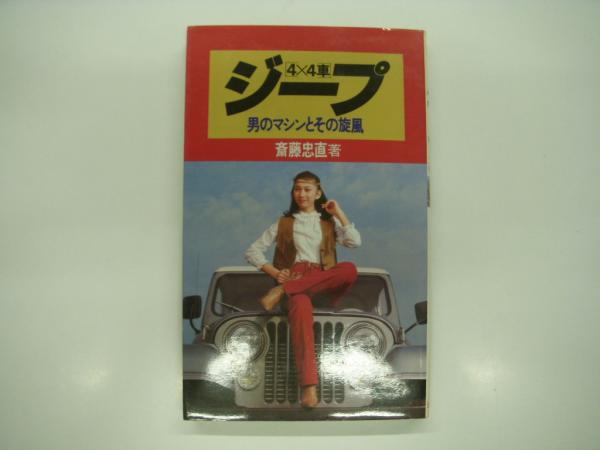 4×4車
ジープ
男のマシンとその旋風
斎藤忠直著